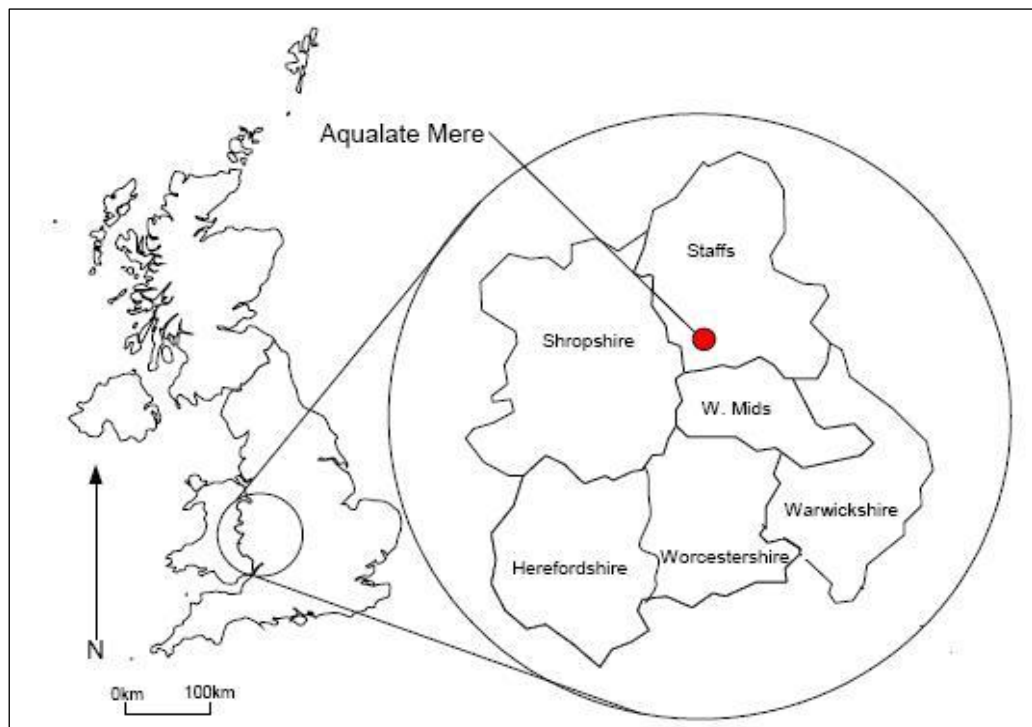 Aqualate Mere
Staffs
Shropshire
W. Mids
Warwickshire
Herefordshire
Worcestershire
N
0km 100km